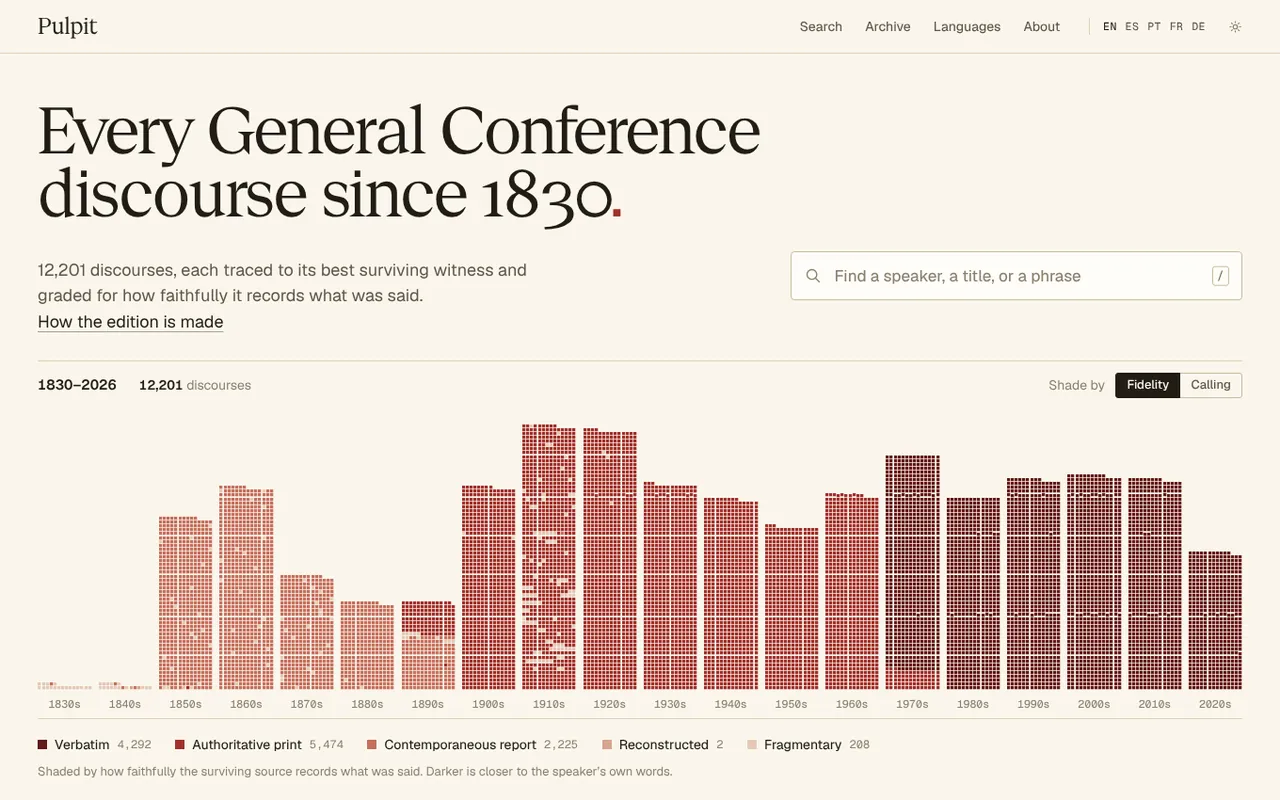 Pulpit
Search Archive Languages About EN ES PT FR DE
Every General Conference
discourse since 1830.
12,201 discourses, each traced to its best surviving witness and
graded for how faithfully it records what was said.
How the edition is made
Find a speaker, a title, or a phrase /
1830–2026 12,201 discourses
Shade by Fidelity Calling
1830s 1840s 1850s 1860s 1870s 1880s 1890s 1900s 1910s 1920s 1930s 1940s 1950s 1960s 1970s 1980s 1990s 2000s 2010s 2020s
Verbatim 4,292 Authoritative print 5,474 Contemporaneous report 2,225 Reconstructed 2 Fragmentary 208
Shaded by how faithfully the surviving source records what was said. Darker is closer to the speaker's own words.